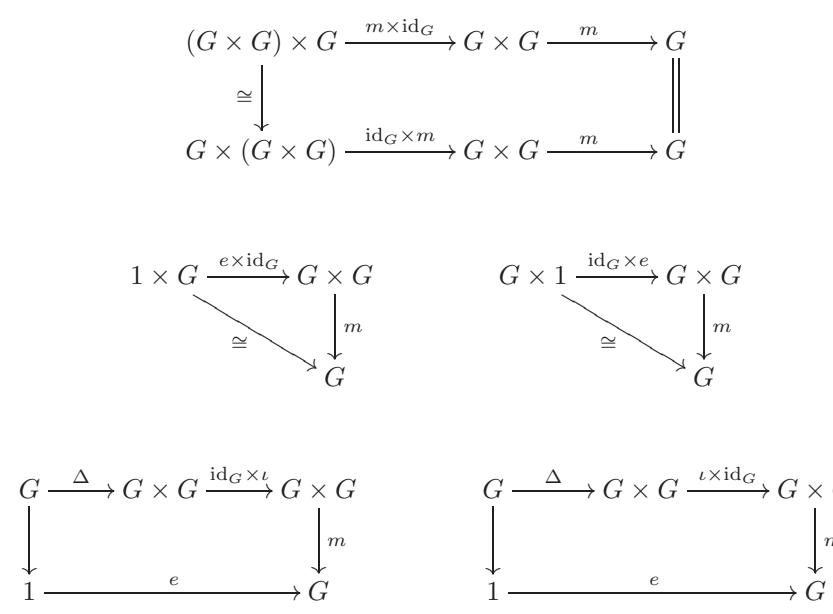 (G × G) × G m×id_G G × G m G
≅
G × (G × G) id_G×m G × G m G
1 × G e×id_G G × G G × 1 id_G×e G × G
≅ m ≅ m
G G
G Δ G × G id_G×ι G × G G Δ G × G ι×id_G G ×
m
1 e G 1 e G